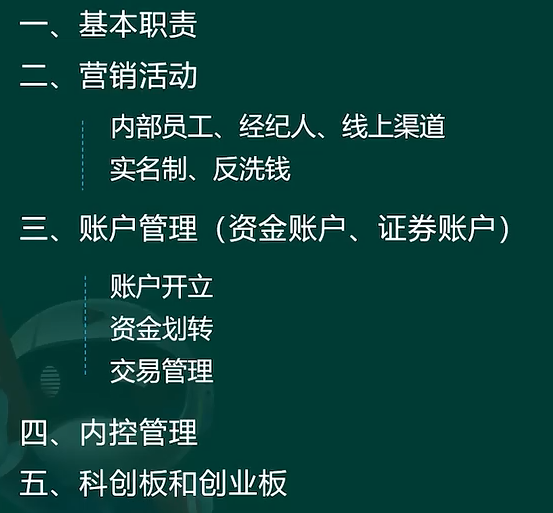 一、基本职责
二、营销活动
内部员工、经纪人、线上渠道
实名制、反洗钱
三、账户管理（资金账户、证券账户）
账户开立
资金划转
交易管理
四、内控管理
五、科创板和创业板